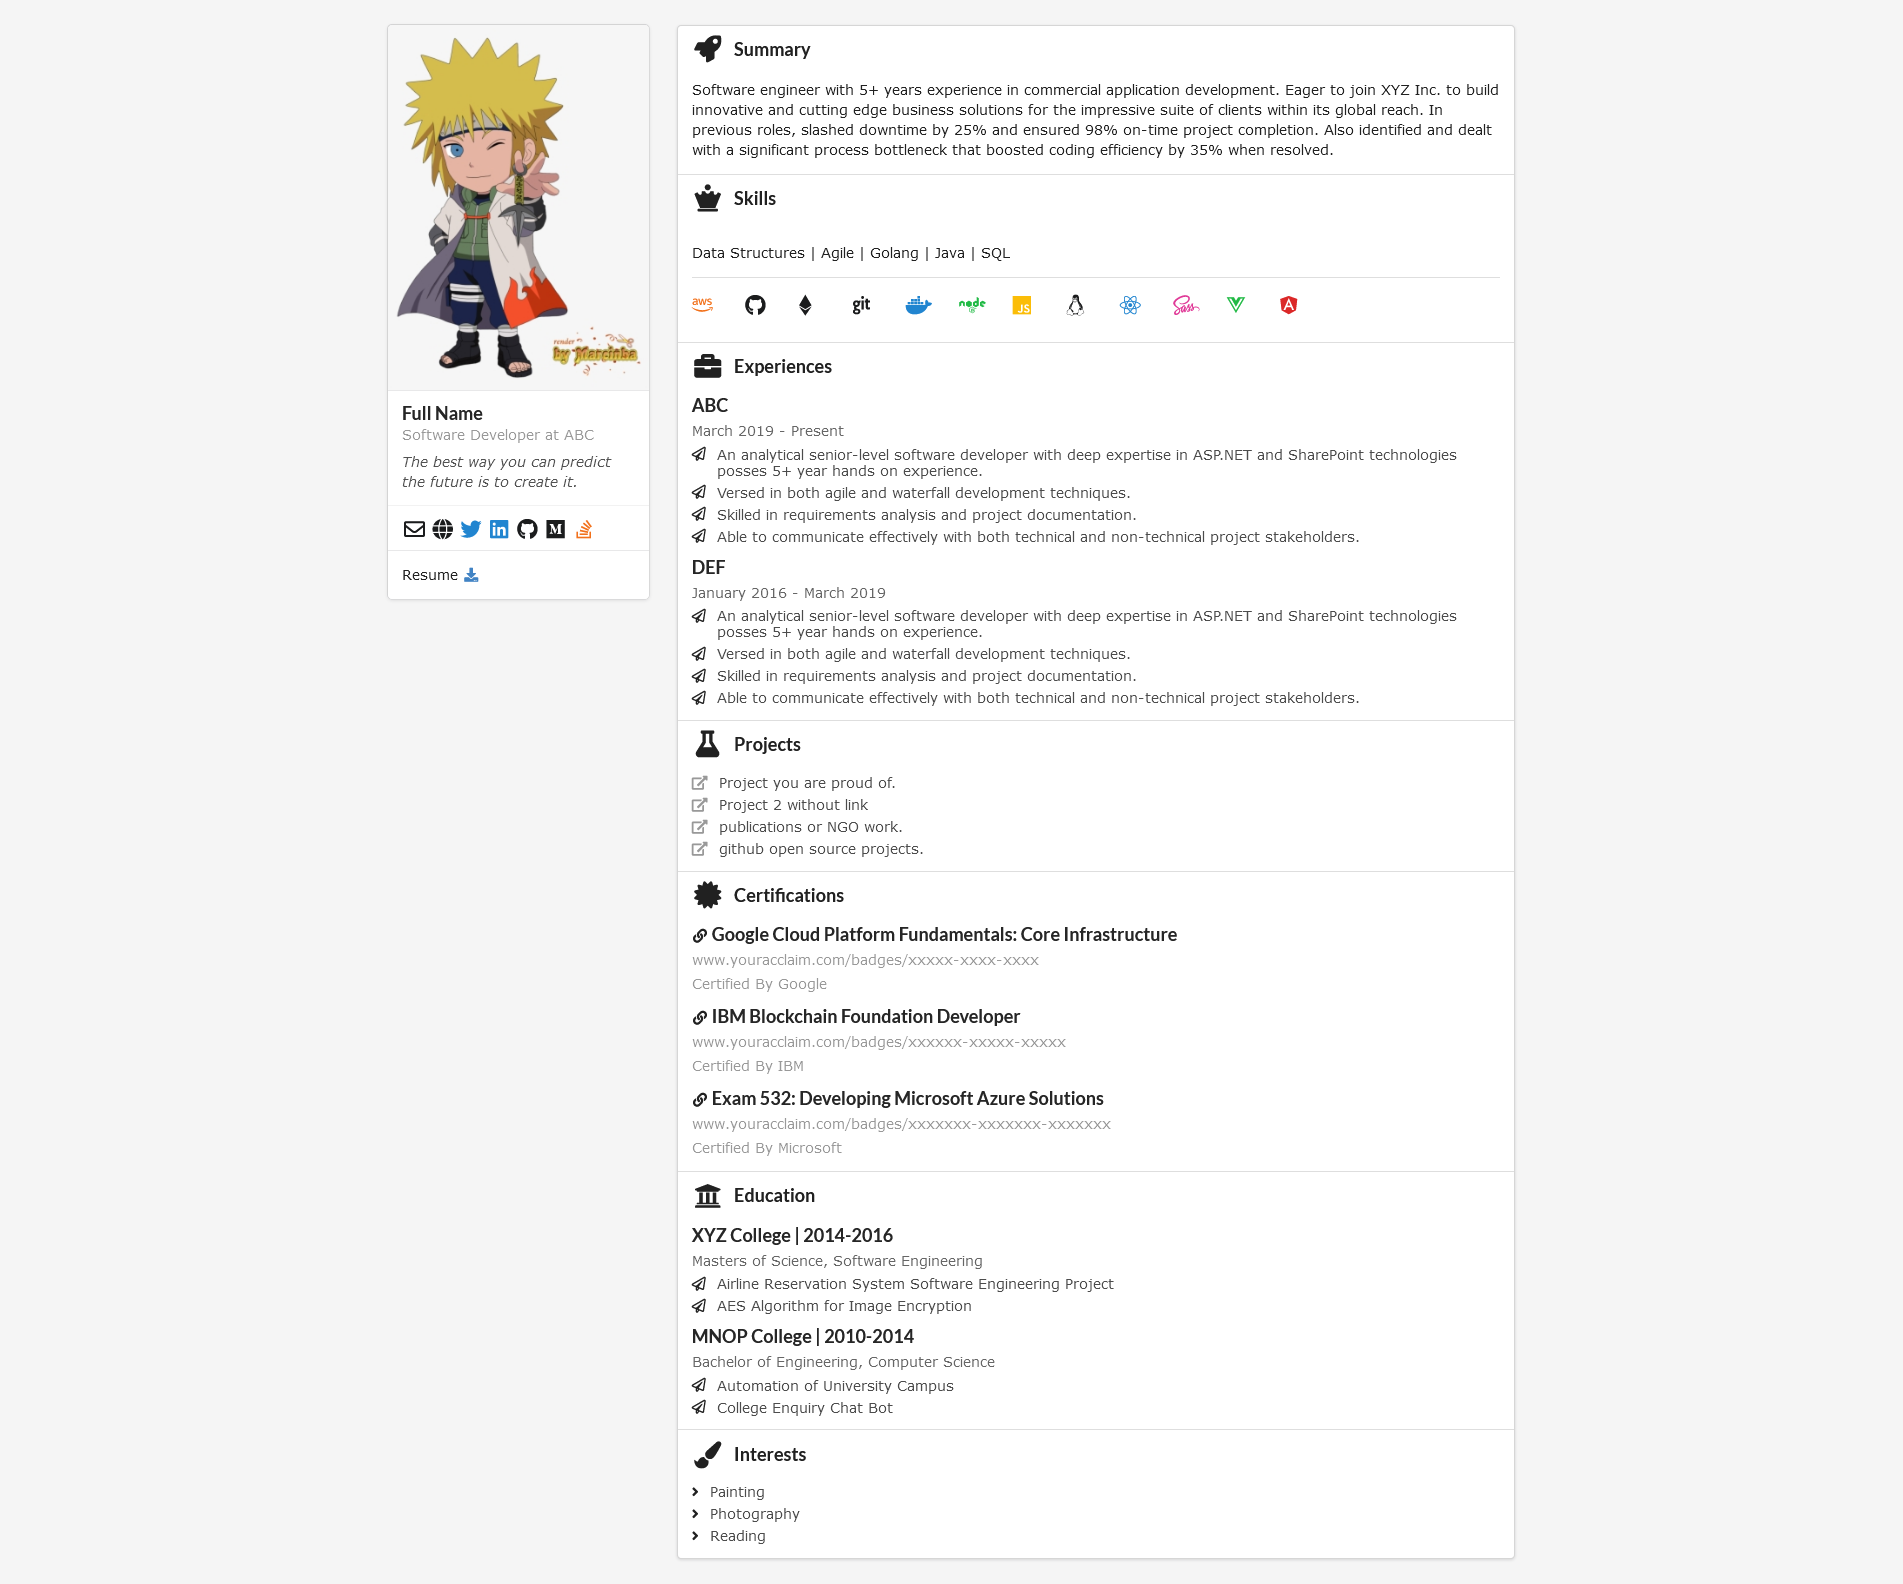 render
by Marcinha
Full Name
Software Developer at ABC
The best way you can predict
the future is to create it.
M
Resume
Summary
Software engineer with 5+ years experience in commercial application development. Eager to join XYZ Inc. to build
innovative and cutting edge business solutions for the impressive suite of clients within its global reach. In
previous roles, slashed downtime by 25% and ensured 98% on-time project completion. Also identified and dealt
with a significant process bottleneck that boosted coding efficiency by 35% when resolved.
Skills
Data Structures | Agile | Golang | Java | SQL
aws git node JS Sass
Experiences
ABC
March 2019 - Present
An analytical senior-level software developer with deep expertise in ASP.NET and SharePoint technologies
posses 5+ year hands on experience.
Versed in both agile and waterfall development techniques.
Skilled in requirements analysis and project documentation.
Able to communicate effectively with both technical and non-technical project stakeholders.
DEF
January 2016 - March 2019
An analytical senior-level software developer with deep expertise in ASP.NET and SharePoint technologies
posses 5+ year hands on experience.
Versed in both agile and waterfall development techniques.
Skilled in requirements analysis and project documentation.
Able to communicate effectively with both technical and non-technical project stakeholders.
Projects
Project you are proud of.
Project 2 without link
publications or NGO work.
github open source projects.
Certifications
Google Cloud Platform Fundamentals: Core Infrastructure
www.youracclaim.com/badges/xxxxx-xxxx-xxxx
Certified By Google
IBM Blockchain Foundation Developer
www.youracclaim.com/badges/xxxxxx-xxxxx-xxxxx
Certified By IBM
Exam 532: Developing Microsoft Azure Solutions
www.youracclaim.com/badges/xxxxxxx-xxxxxxx-xxxxxxx
Certified By Microsoft
Education
XYZ College | 2014-2016
Masters of Science, Software Engineering
Airline Reservation System Software Engineering Project
AES Algorithm for Image Encryption
MNOP College | 2010-2014
Bachelor of Engineering, Computer Science
Automation of University Campus
College Enquiry Chat Bot
Interests
Painting
Photography
Reading